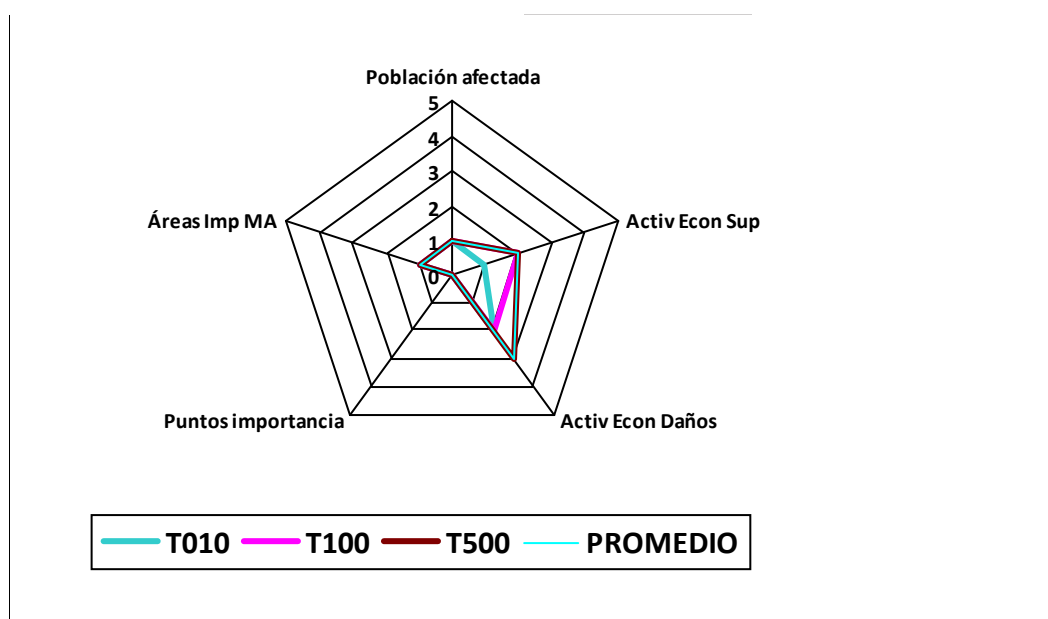 Población afectada
5
4
3
2
1
0
Áreas Imp MA
Activ Econ Sup
Puntos importancia
Activ Econ Daños
T010 T100 T500 PROMEDIO